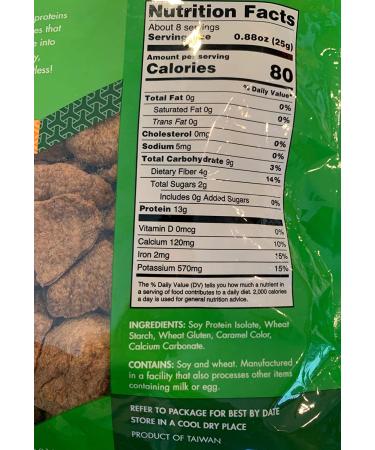 proteins
es that
e into
y,
dless!
Nutrition Facts
About 8 servings
Serving size 0.88oz (25g)
Amount per serving
Calories 80
% Daily Value*
Total Fat 0g 0%
Saturated Fat 0g 0%
Trans Fat 0g
Cholesterol 0mg 0%
Sodium 5mg 0%
Total Carbohydrate 9g 3%
Dietary Fiber 4g 14%
Total Sugars 2g
Includes 0g Added Sugars 0%
Protein 13g
Vitamin D 0mcg 0%
Calcium 120mg 10%
Iron 2mg 15%
Potassium 570mg 15%
The % Daily Value (DV) tells you how much a nutrient in
a serving of food contributes to a daily diet. 2,000 calories
a day is used for general nutrition advice.
INGREDIENTS: Soy Protein Isolate, Wheat
Starch, Wheat Gluten, Caramel Color,
Calcium Carbonate.
CONTAINS: Soy and wheat. Manufactured
in a facility that also processes other items
containing milk or egg.
REFER TO PACKAGE FOR BEST BY DATE
STORE IN A COOL DRY PLACE
PRODUCT OF TAIWAN